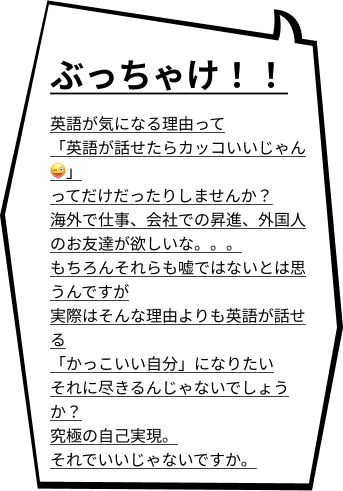 ぶっちゃけ！！
英語が気になる理由って
「英語が話せたらカッコいいじゃん
😜」
ってだけだったりしませんか？
海外で仕事、会社での昇進、外国人
のお友達が欲しいな。。。
もちろんそれらも嘘ではないとは思
うんですが
実際はそんな理由よりも英語が話せ
る
「かっこいい自分」になりたい
それに尽きるんじゃないでしょう
か？
究極の自己実現。
それでいいじゃないですか。